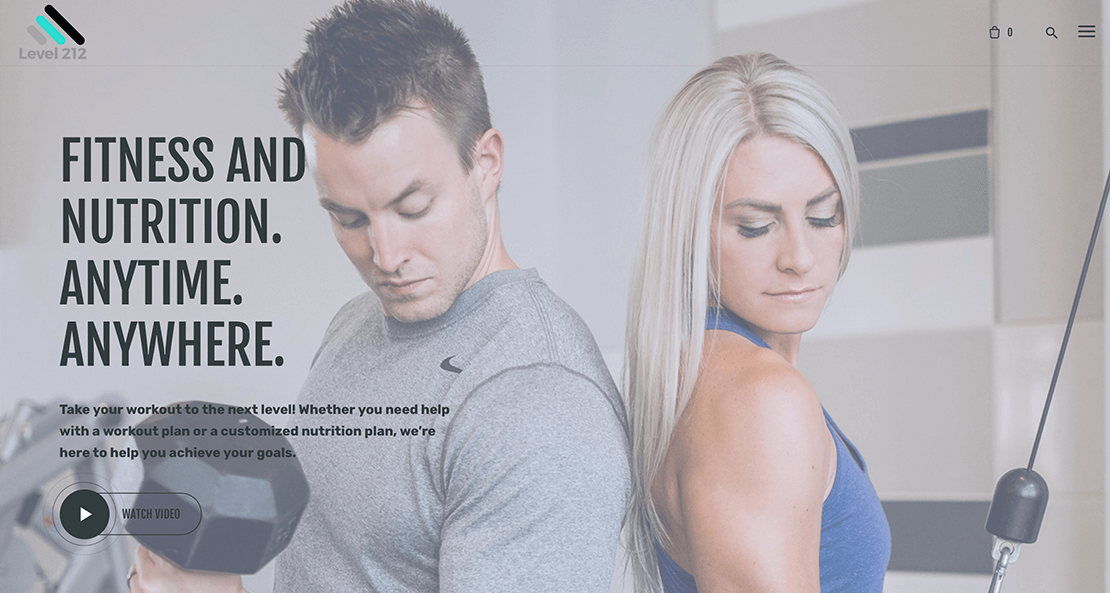 Level 212
0
FITNESS AND
NUTRITION.
ANYTIME.
ANYWHERE.
Take your workout to the next level! Whether you need help
with a workout plan or a customized nutrition plan, we're
here to help you achieve your goals.
WATCH VIDEO